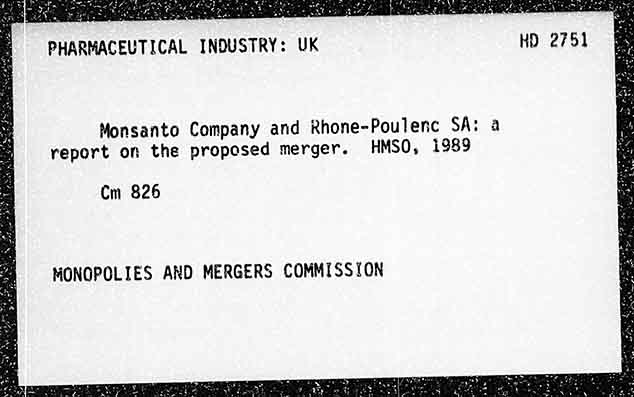 PHARMACEUTICAL INDUSTRY: UK HD 2751
Monsanto Company and Rhone-Poulenc SA: a
report on the proposed merger. HMSO, 1989
Cm 826
MONOPOLIES AND MERGERS COMMISSION